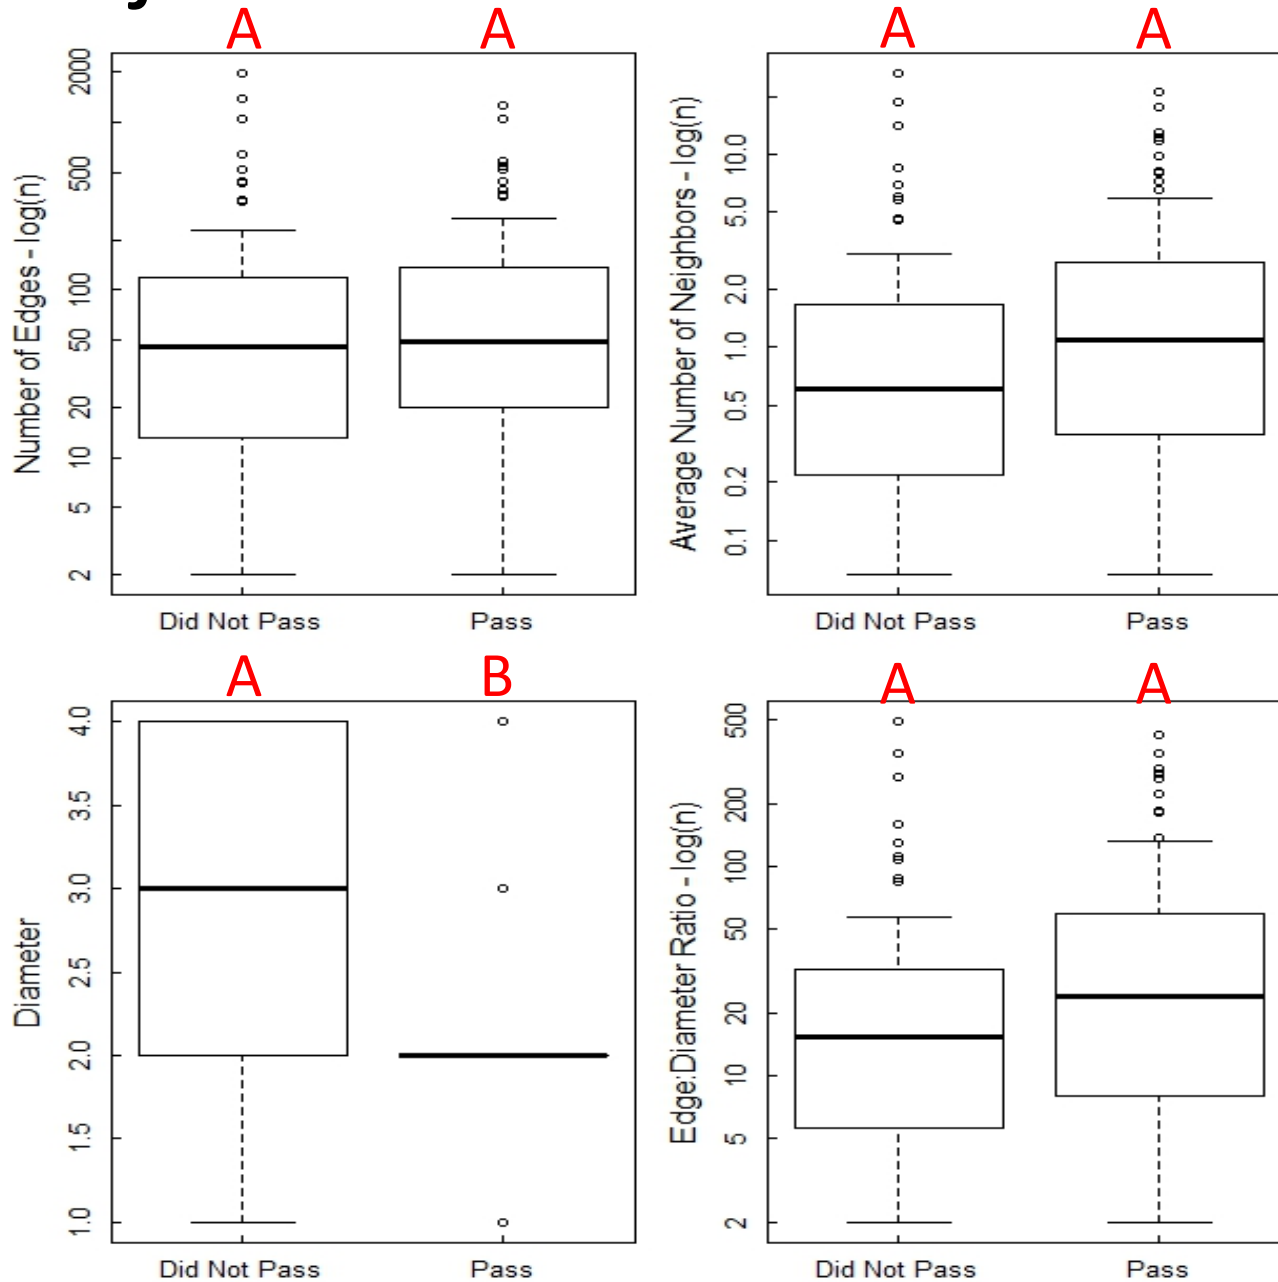 A A
Number of Edges - log(n)
2000
500
100
50
20
10
5
2
Did Not Pass Pass
A A
Average Number of Neighbors - log(n)
10.0
5.0
2.0
1.0
0.5
0.2
0.1
Did Not Pass Pass
A B
Diameter
4.0
3.5
3.0
2.5
2.0
1.5
1.0
Did Not Pass Pass
A A
Edge:Diameter Ratio - log(n)
500
200
100
50
20
10
5
2
Did Not Pass Pass